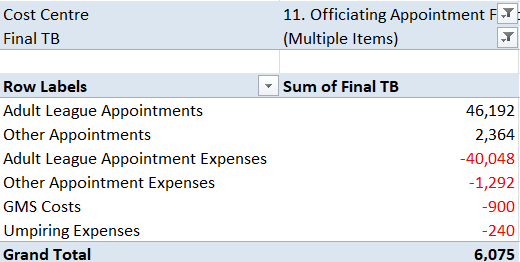 Cost Centre 11. Officiating Appointment F
Final TB (Multiple Items)
Row Labels Sum of Final TB
Adult League Appointments 46,192
Other Appointments 2,364
Adult League Appointment Expenses -40,048
Other Appointment Expenses -1,292
GMS Costs -900
Umpiring Expenses -240
Grand Total 6,075